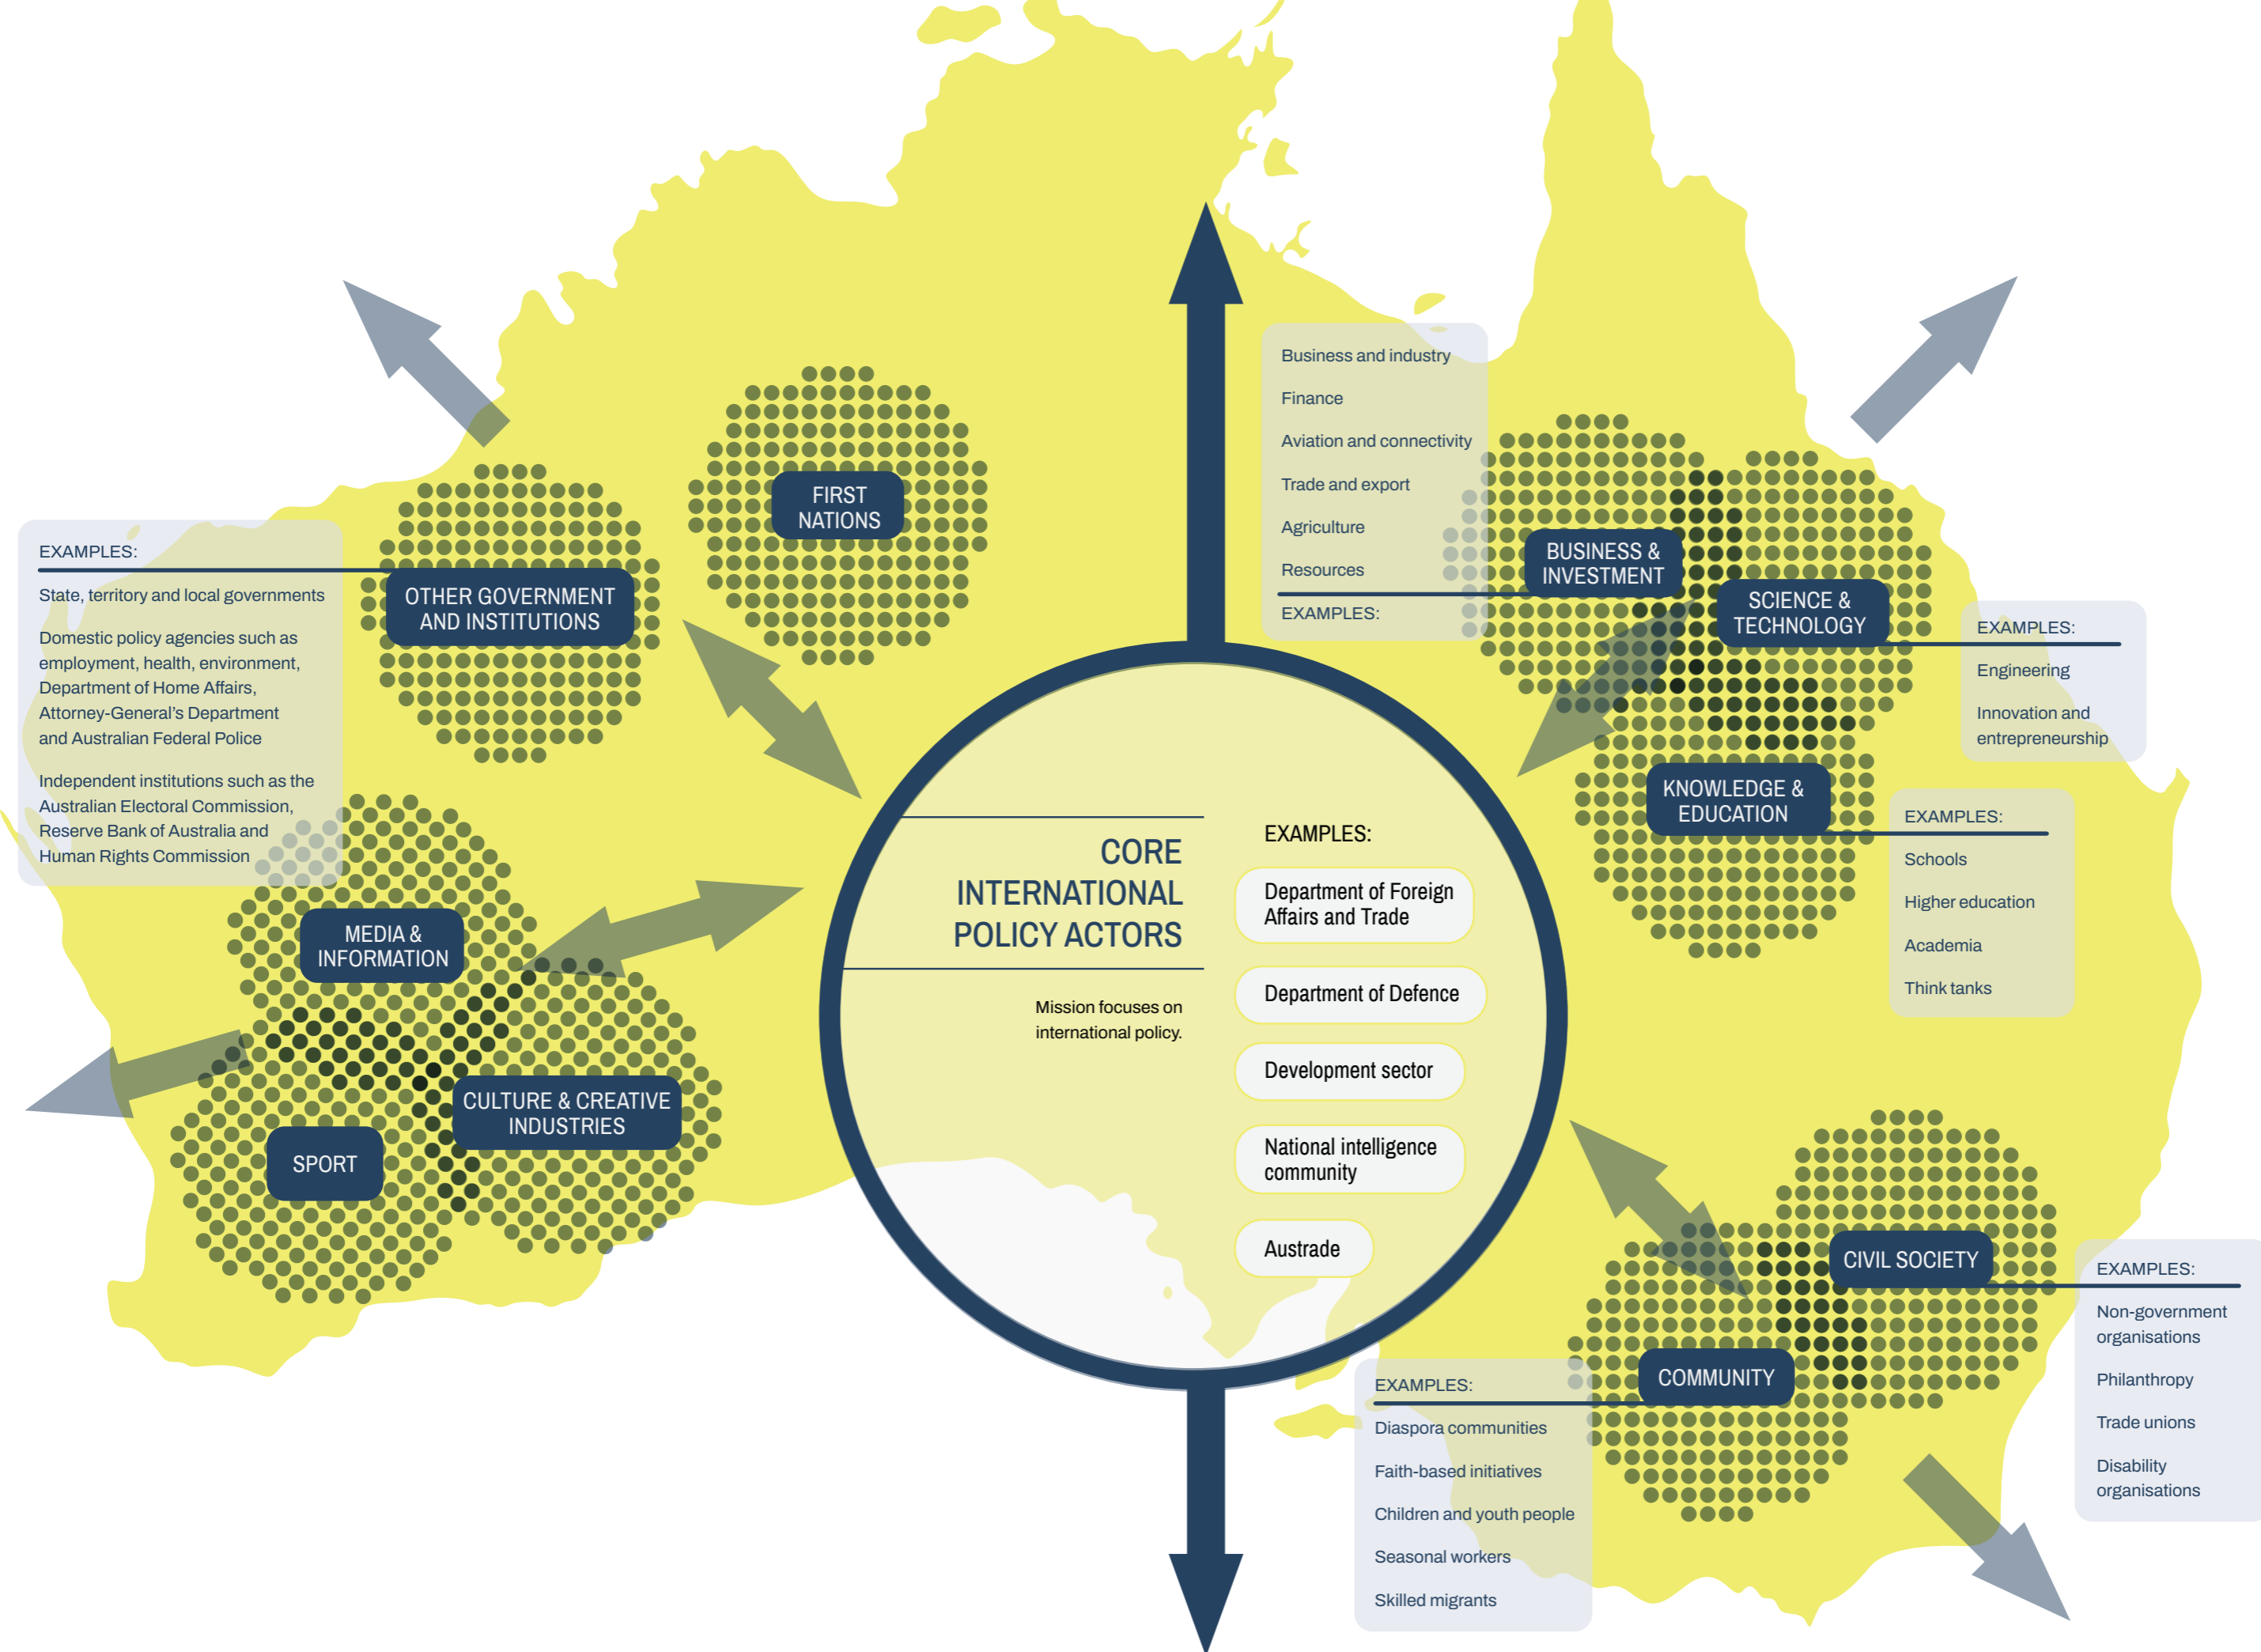 FIRST
NATIONS
EXAMPLES:
OTHER GOVERNMENT
AND INSTITUTIONS
State, territory and local governments
Domestic policy agencies such as
employment, health, environment,
Department of Home Affairs,
Attorney-General’s Department
and Australian Federal Police
Independent institutions such as the
Australian Electoral Commission,
Reserve Bank of Australia and
Human Rights Commission
MEDIA &
INFORMATION
CULTURE & CREATIVE
INDUSTRIES
SPORT
CORE
INTERNATIONAL
POLICY ACTORS
Mission focuses on
international policy.
EXAMPLES:
Department of Foreign
Affairs and Trade
Department of Defence
Development sector
National intelligence
community
Austrade
Business and industry
Finance
Aviation and connectivity
Trade and export
Agriculture
Resources
EXAMPLES:
BUSINESS &
INVESTMENT
SCIENCE &
TECHNOLOGY
EXAMPLES:
Engineering
Innovation and
entrepreneurship
KNOWLEDGE &
EDUCATION
EXAMPLES:
Schools
Higher education
Academia
Think tanks
CIVIL SOCIETY
EXAMPLES:
Non-government
organisations
Philanthropy
Trade unions
Disability
organisations
COMMUNITY
EXAMPLES:
Diaspora communities
Faith-based initiatives
Children and youth people
Seasonal workers
Skilled migrants